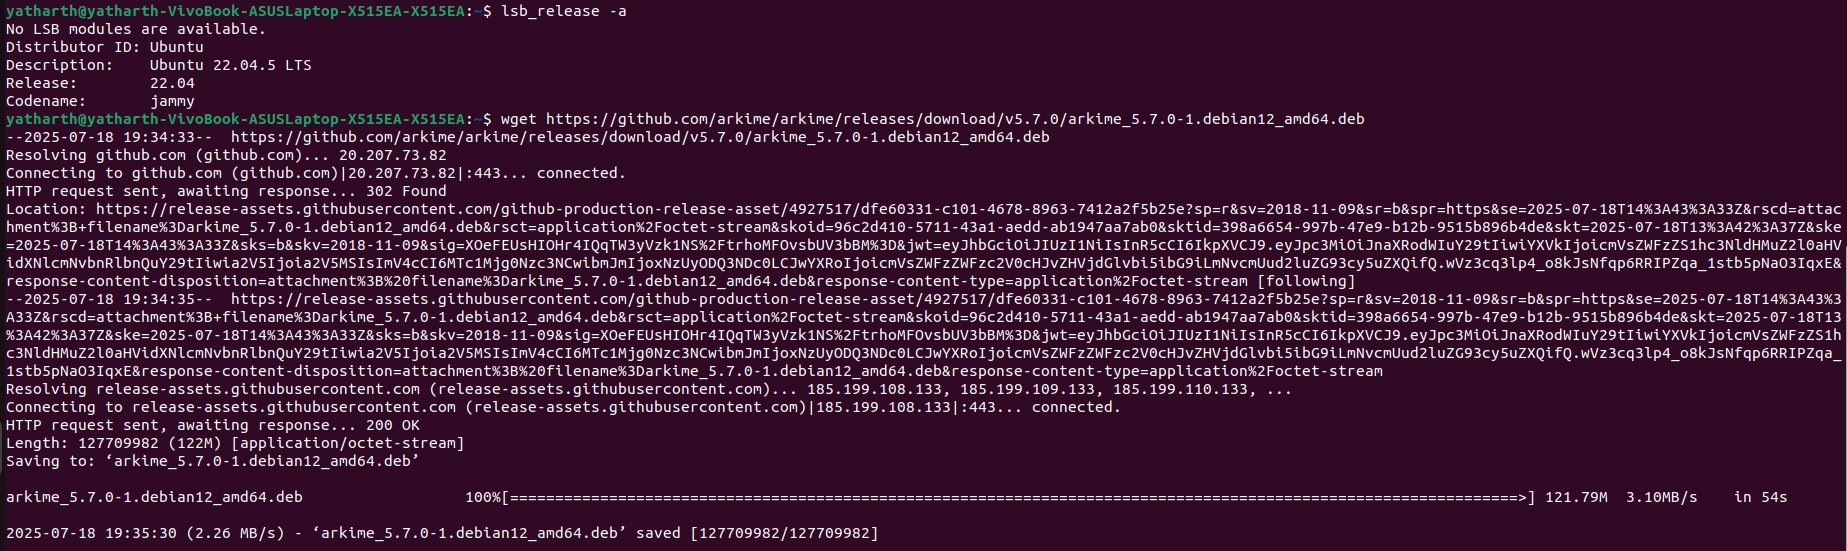 yatharth@yatharth-VivoBook-ASUSLaptop-X515EA-X515EA:~$ lsb_release -a
No LSB modules are available.
Distributor ID: Ubuntu
Description:    Ubuntu 22.04.5 LTS
Release:        22.04
Codename:       jammy
yatharth@yatharth-VivoBook-ASUSLaptop-X515EA-X515EA:~$ wget https://github.com/arkime/arkime/releases/download/v5.7.0/arkime_5.7.0-1.debian12_amd64.deb
--2025-07-18 19:34:33--  https://github.com/arkime/arkime/releases/download/v5.7.0/arkime_5.7.0-1.debian12_amd64.deb
Resolving github.com (github.com)... 20.207.73.82
Connecting to github.com (github.com)|20.207.73.82|:443... connected.
HTTP request sent, awaiting response... 302 Found
Location: https://release-assets.githubusercontent.com/github-production-release-asset/4927517/dfe60331-c101-4678-8963-7412a2f5b25e?sp=r&sv=2018-11-09&sr=b&spr=https&se=2025-07-18T14%3A43%3A33Z&rscd=attac
hment%3B+filename%3Darkime_5.7.0-1.debian12_amd64.deb&rsct=application%2Foctet-stream&skoid=96c2d410-5711-43a1-aedd-ab1947aa7ab0&sktid=398a6654-997b-47e9-b12b-9515b896b4de&skt=2025-07-18T13%3A42%3A37Z&ske
=2025-07-18T14%3A43%3A33Z&sks=b&skv=2018-11-09&sig=XOeFEUsHIOHr4IQqTW3yVzk1NS%2FtrhoMFOvsbUV3bBM%3D&jwt=eyJhbGciOiJIUzI1NiIsInR5cCI6IkpXVCJ9.eyJpc3MiOiJnaXRodWIuY29tIiwiYXVkIjoicmVsZWFzZS1hc3NldHMuZ2l0aHV
idXNlcmNvbnRlbnQuY29tIiwia2V5Ijoia2V5MSIsImV4cCI6MTc1Mjg0Nzc3NCwibmJmIjoxNzUyODQ3NDc0LCJwYXRoIjoicmVsZWFzZWFzc2V0cHJvZHVjdGlvbi5ibG9iLmNvcmUud2luZG93cy5uZXQifQ.wVz3cq3lp4_o8kJsNfqp6RRIPZqa_1stb5pNaO3IqxE&
response-content-disposition=attachment%3B%20filename%3Darkime_5.7.0-1.debian12_amd64.deb&response-content-type=application%2Foctet-stream [following]
--2025-07-18 19:34:35--  https://release-assets.githubusercontent.com/github-production-release-asset/4927517/dfe60331-c101-4678-8963-7412a2f5b25e?sp=r&sv=2018-11-09&sr=b&spr=https&se=2025-07-18T14%3A43%3
A33Z&rscd=attachment%3B+filename%3Darkime_5.7.0-1.debian12_amd64.deb&rsct=application%2Foctet-stream&skoid=96c2d410-5711-43a1-aedd-ab1947aa7ab0&sktid=398a6654-997b-47e9-b12b-9515b896b4de&skt=2025-07-18T13
%3A42%3A37Z&ske=2025-07-18T14%3A43%3A33Z&sks=b&skv=2018-11-09&sig=XOeFEUsHIOHr4IQqTW3yVzk1NS%2FtrhoMFOvsbUV3bBM%3D&jwt=eyJhbGciOiJIUzI1NiIsInR5cCI6IkpXVCJ9.eyJpc3MiOiJnaXRodWIuY29tIiwiYXVkIjoicmVsZWFzZS1h
c3NldHMuZ2l0aHVidXNlcmNvbnRlbnQuY29tIiwia2V5Ijoia2V5MSIsImV4cCI6MTc1Mjg0Nzc3NCwibmJmIjoxNzUyODQ3NDc0LCJwYXRoIjoicmVsZWFzZWFzc2V0cHJvZHVjdGlvbi5ibG9iLmNvcmUud2luZG93cy5uZXQifQ.wVz3cq3lp4_o8kJsNfqp6RRIPZqa_
1stb5pNaO3IqxE&response-content-disposition=attachment%3B%20filename%3Darkime_5.7.0-1.debian12_amd64.deb&response-content-type=application%2Foctet-stream
Resolving release-assets.githubusercontent.com (release-assets.githubusercontent.com)... 185.199.108.133, 185.199.109.133, 185.199.110.133, ...
Connecting to release-assets.githubusercontent.com (release-assets.githubusercontent.com)|185.199.108.133|:443... connected.
HTTP request sent, awaiting response... 200 OK
Length: 127709982 (122M) [application/octet-stream]
Saving to: ‘arkime_5.7.0-1.debian12_amd64.deb’
arkime_5.7.0-1.debian12_amd64.deb                  100%[================================================================================================================>] 121.79M  3.10MB/s    in 54s
2025-07-18 19:35:30 (2.26 MB/s) - ‘arkime_5.7.0-1.debian12_amd64.deb’ saved [127709982/127709982]